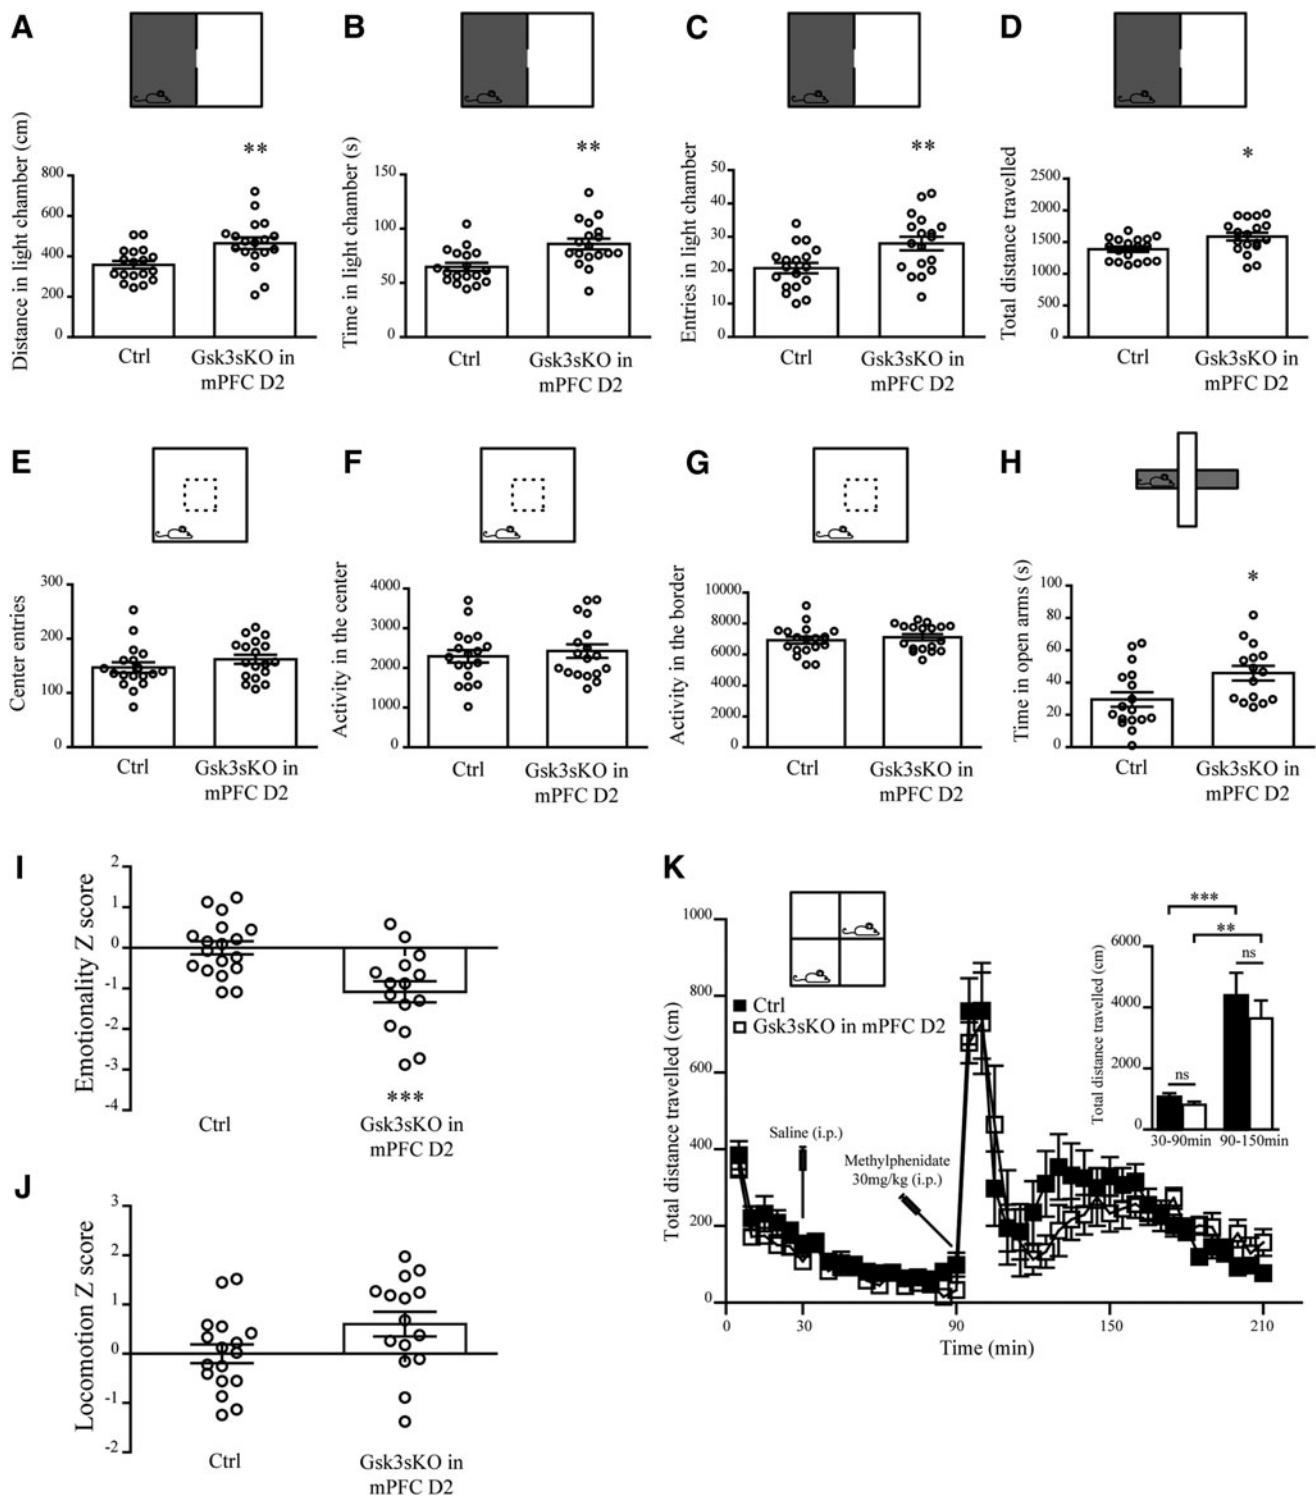 A
B
C
D
**
**
**
*
Distance in light chamber (cm)
800
600
400
200
0
Ctrl
Gsk3sKO in
mPFC D2
Time in light chamber (s)
150
100
50
0
Ctrl
Gsk3sKO in
mPFC D2
Entries in light chamber
50
40
30
20
10
0
Ctrl
Gsk3sKO in
mPFC D2
Total distance travelled
2500
2000
1500
1000
500
0
Ctrl
Gsk3sKO in
mPFC D2
E
F
G
H
Center entries
300
200
100
0
Ctrl
Gsk3sKO in
mPFC D2
Activity in the center
4000
3000
2000
1000
0
Ctrl
Gsk3sKO in
mPFC D2
Activity in the border
10000
8000
6000
4000
2000
0
Ctrl
Gsk3sKO in
mPFC D2
*
Time in open arms (s)
100
80
60
40
20
0
Ctrl
Gsk3sKO in
mPFC D2
I
Emotionality Z score
2
1
0
-1
-2
-3
-4
***
Ctrl
Gsk3sKO in
mPFC D2
J
Locomotion Z score
3
2
1
0
-1
-2
Ctrl
Gsk3sKO in
mPFC D2
K
Total distance travelled (cm)
1000
800
600
400
200
0
Ctrl
Gsk3sKO in mPFC D2
Saline (i.p.)
Methylphenidate
30mg/kg (i.p.)
0
30
90
150
210
Time (min)
***
**
ns
ns
Total distance travelled (cm)
6000
4000
2000
0
30-90min
90-150min